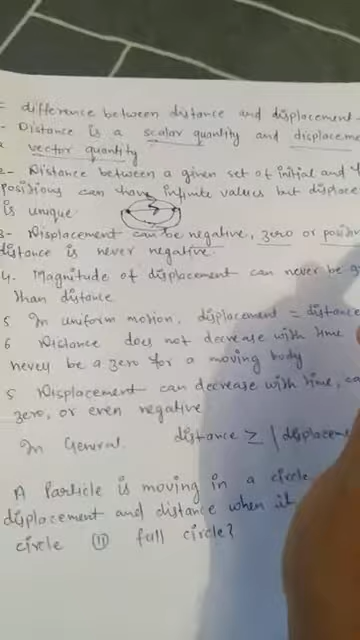 difference between distance and displacement.
- Distance is a scalar quantity and displaceme
a vector quantity
2- Distance between a given set of initial and f
positions can have infinite values but displace
is unique.
3- Displacement can be negative, zero or positiv
distance is never negative.
4. Magnitude of displacement can never be g
than distance
5 In uniform motion, displacement = distance
6 Distance does not decrease with time
never be a zero for a moving body
5 Displacement can decrease with time, ca
zero, or even negative
In General distance ≥ |displaceme
A Particle is moving in a circle
displacement and distance when it
circle (ii) full circle?